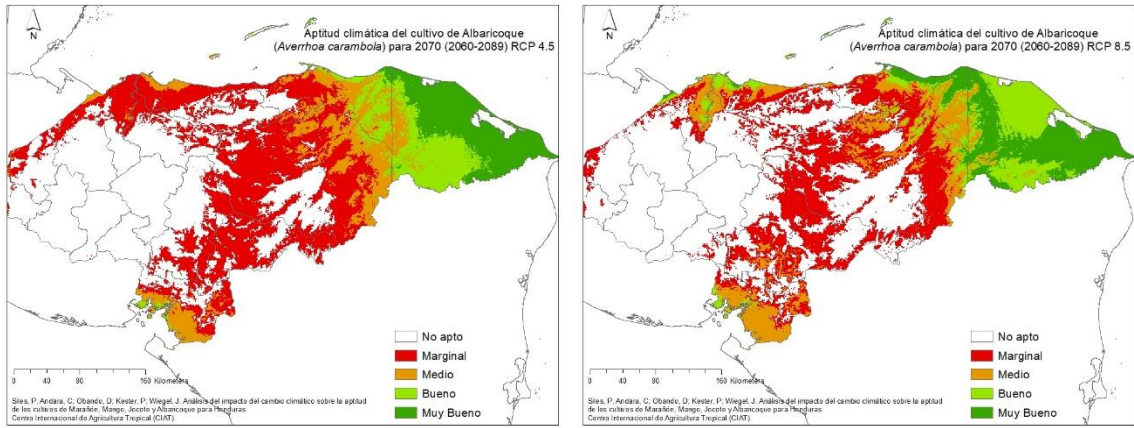 N
Aptitud climática del cultivo de Albaricoque
(Averrhoa carambola) para 2070 (2060-2089) RCP 4.5
No apto
Marginal
Medio
Bueno
Muy Bueno
0 40 80 160 Kilometers
Siles, P; Andara, C; Obando, D; Kester, P; Wiegel, J. Análisis del impacto del cambio climático sobre la aptitud
de los cultivos de Marañón, Mango, Jocote y Albaricoque para Honduras
Centro Internacional de Agricultura Tropical (CIAT).
N
Aptitud climática del cultivo de Albaricoque
(Averrhoa carambola) para 2070 (2060-2089) RCP 8.5
No apto
Marginal
Medio
Bueno
Muy Bueno
0 40 80 160 Kilometers
Siles, P; Andara, C; Obando, D; Kester, P; Wiegel, J. Análisis del impacto del cambio climático sobre la aptitud
de los cultivos de Marañón, Mango, Jocote y Albaricoque para Honduras
Centro Internacional de Agricultura Tropical (CIAT).